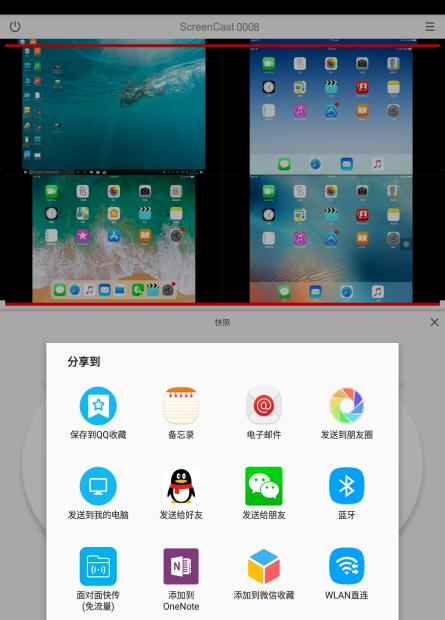 ScreenCast 0008
快照
分享到
保存到QQ收藏
备忘录
电子邮件
发送到朋友圈
发送到我的电脑
发送给好友
发送给朋友
蓝牙
面对面快传
(免流量)
添加到
OneNote
添加到微信收藏
WLAN直连